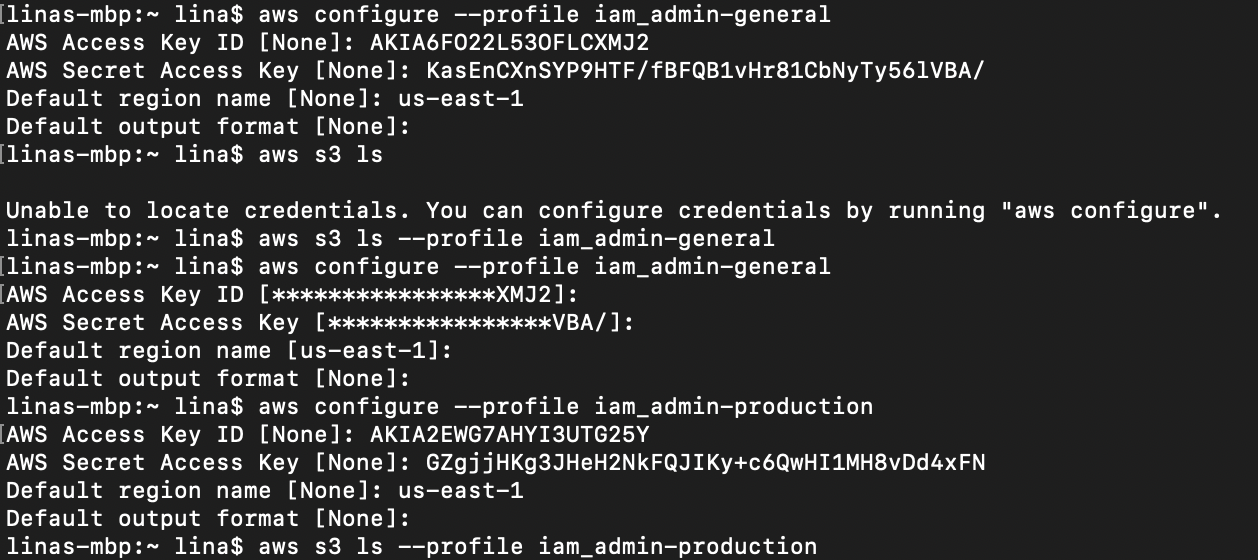 [linas-mbp:~ lina$ aws configure --profile iam_admin-general
AWS Access Key ID [None]: AKIA6FO22L53OFLCXMJ2
AWS Secret Access Key [None]: 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
Default region name [None]: us-east-1
Default output format [None]:
[linas-mbp:~ lina$ aws s3 ls
Unable to locate credentials. You can configure credentials by running "aws configure".
linas-mbp:~ lina$ aws s3 ls --profile iam_admin-general
[linas-mbp:~ lina$ aws configure --profile iam_admin-general
[AWS Access Key ID [****************XMJ2]:
AWS Secret Access Key [****************VBA/]:
Default region name [us-east-1]:
Default output format [None]:
linas-mbp:~ lina$ aws configure --profile iam_admin-production
[AWS Access Key ID [None]: AKIA2EWG7AHYI3UTG25Y
AWS Secret Access Key [None]: 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
Default region name [None]: us-east-1
Default output format [None]:
linas-mbp:~ lina$ aws s3 ls --profile iam_admin-production